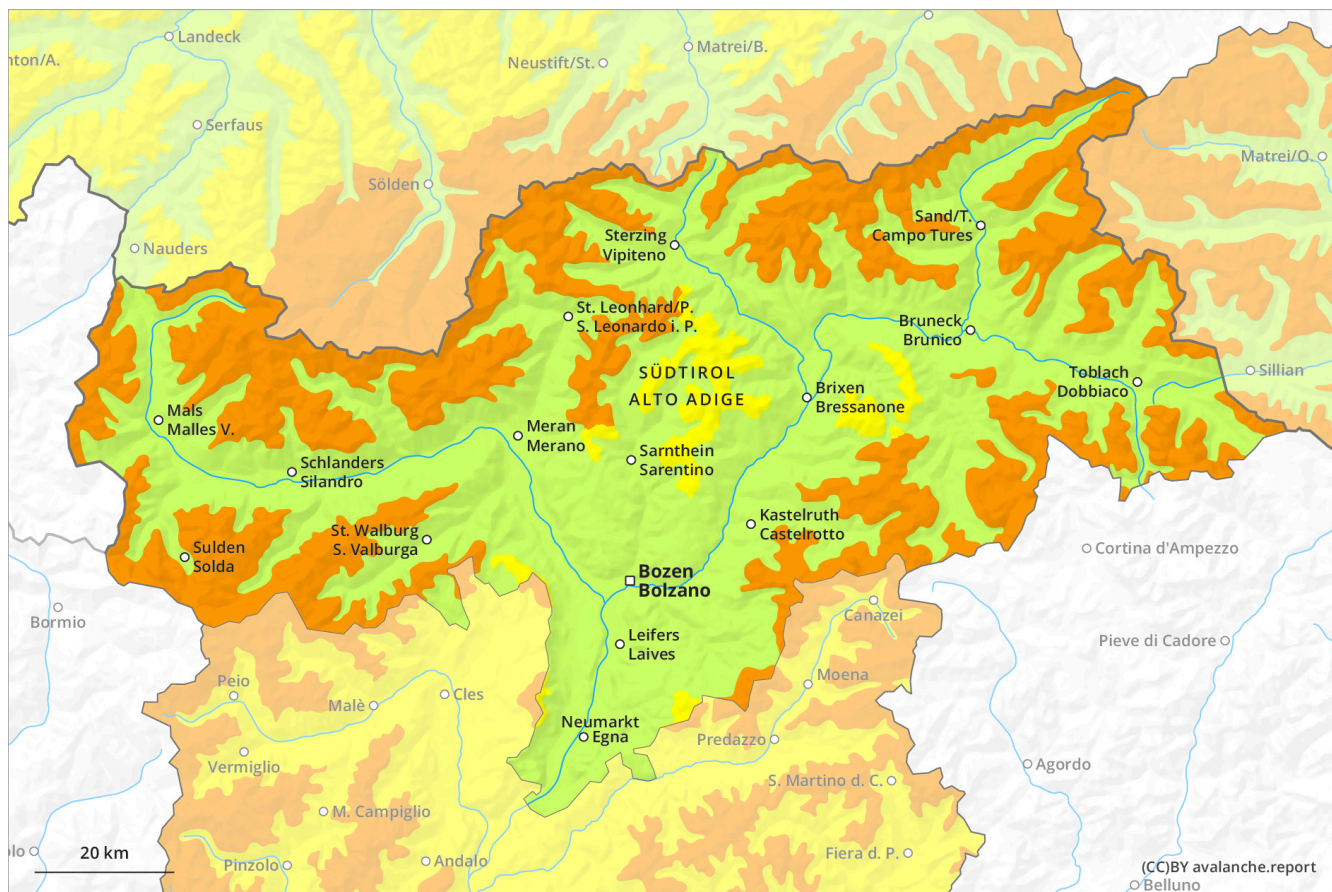 Landeck
nton/A.
Matrei/B.
Neustift/St.
Serfaus
Matrei/O.
Sölden
Sand/T.
Campo Tures
Sterzing
Vipiteno
Nauders
St. Leonhard/P.
S. Leonardo i. P.
Bruneck
Brunico
SÜDTIROL
ALTO ADIGE
Toblach
Dobbiaco
Sillian
Brixen
Bressanone
Mals
Malles V.
Meran
Merano
Sarnthein
Sarentino
Schlanders
Silandro
Kastelruth
Castelrotto
St. Walburg
S. Valburga
Sulden
Solda
Cortina d'Ampezzo
Bozen
Bolzano
Bormio
Canazei
Leifers
Laives
Pieve di Cadore
Moena
Peio
Cles
Malè
Neumarkt
Egna
Predazzo
Vermiglio
Agordo
S. Martino d. C.
M. Campiglio
olo
20 km
Pinzolo
Andalo
Fiera d. P.
(CC)BY avalanche.report
Belluno